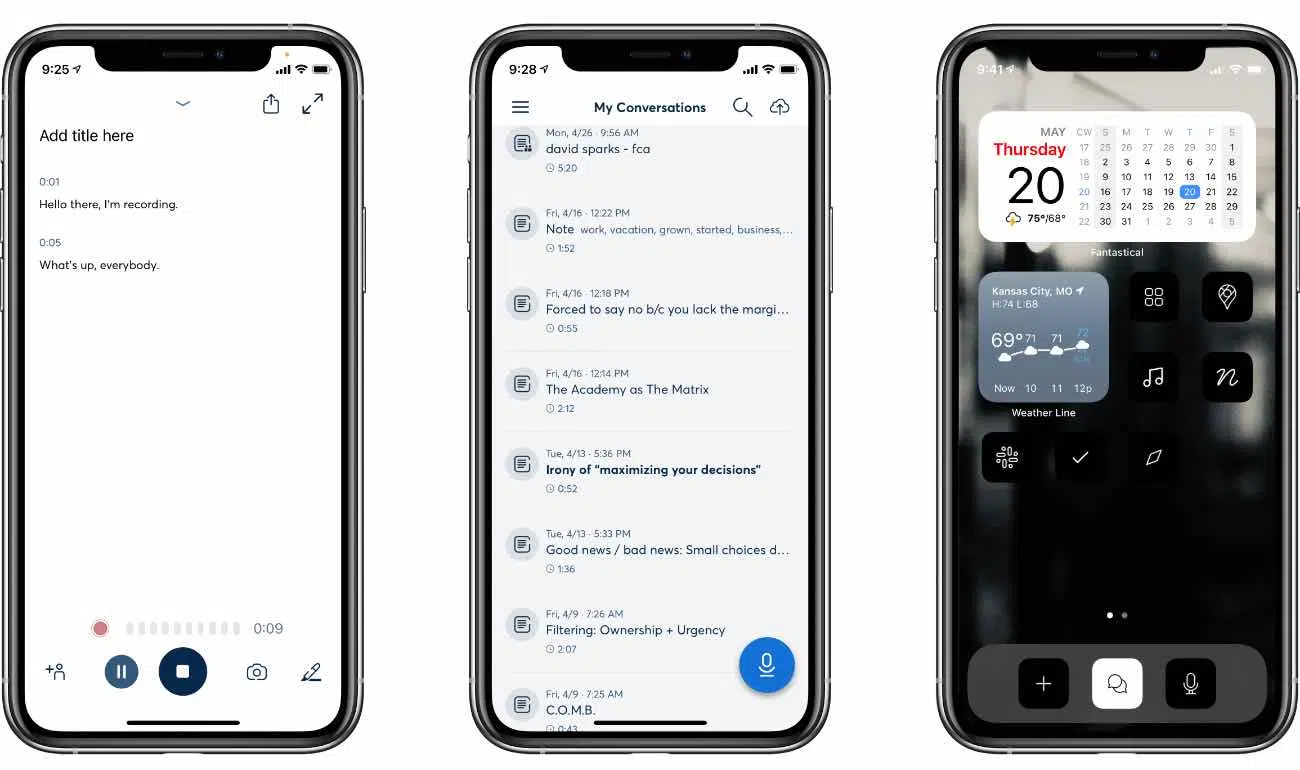 9:25
Add title here
0:01
Hello there, I'm recording.
0:05
What's up, everybody.
0:09
9:28
My Conversations
Mon, 4/26 · 9:56 AM
david sparks - fca
5:20
Fri, 4/16 · 12:22 PM
Note work, vacation, grown, started, business,...
1:52
Fri, 4/16 · 12:18 PM
Forced to say no b/c you lack the margi...
0:55
Fri, 4/16 · 12:14 PM
The Academy as The Matrix
2:12
Tue, 4/13 · 5:36 PM
Irony of "maximizing your decisions"
0:52
Tue, 4/13 · 5:33 PM
Good news / bad news: Small choices d...
1:36
Fri, 4/9 · 7:26 AM
Filtering: Ownership + Urgency
2:07
Fri, 4/9 · 7:25 AM
C.O.M.B.
0:43
9:41
MAY
Thursday
20
75°/68°
CW S M T W T F S
17 25 26 27 28 29 30 1
18 2 3 4 5 6 7 8
19 9 10 11 12 13 14 15
20 16 17 18 19 20 21 22
21 23 24 25 26 27 28 29
22 30 31 1 2 3 4 5
Fantastical
Kansas City, MO
H:74 L:68
69° 71 71 72
Now 10 11 12p
Weather Line